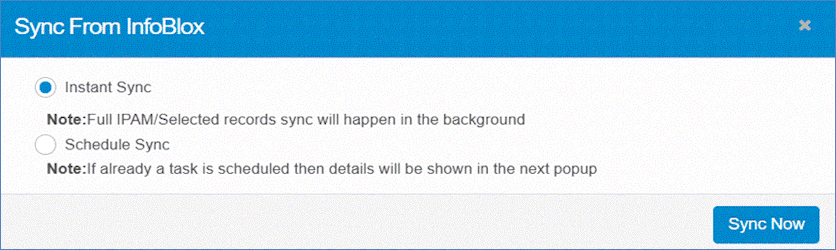 Sync From InfoBlox
Instant Sync
Note:Full IPAM/Selected records sync will happen in the background
Schedule Sync
Note:If already a task is scheduled then details will be shown in the next popup
Sync Now